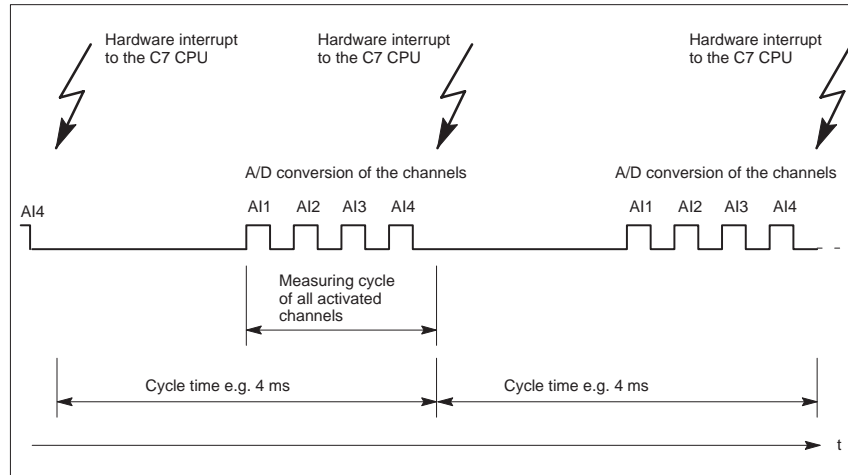 Hardware interrupt
to the C7 CPU
Hardware interrupt
to the C7 CPU
Hardware interrupt
to the C7 CPU
A/D conversion of the channels
A/D conversion of the channels
AI4
AI1
AI2
AI3
AI4
AI1
AI2
AI3
AI4
Measuring cycle
of all activated
channels
Cycle time e.g. 4 ms
Cycle time e.g. 4 ms
t